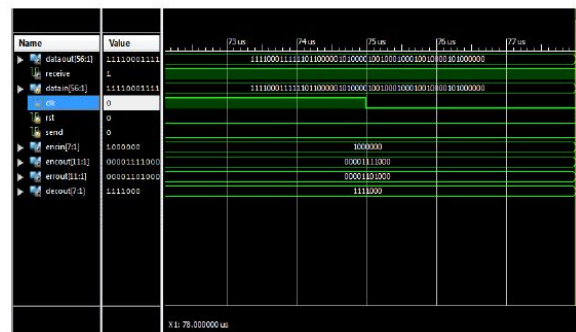 Name Value 73 us 74 us 75 us 76 us 77 us
dataout[56:1] 11110001111
receive 1
datain[56:1] 11110001111
clk 0
rst 0
send 0
encin[7:1] 1000000 1000000
encout[11:1] 00001111000 00001111000
errout[11:1] 00001101000 00001101000
decout[7:1] 1111000 1111000
X1: 78.000000 us